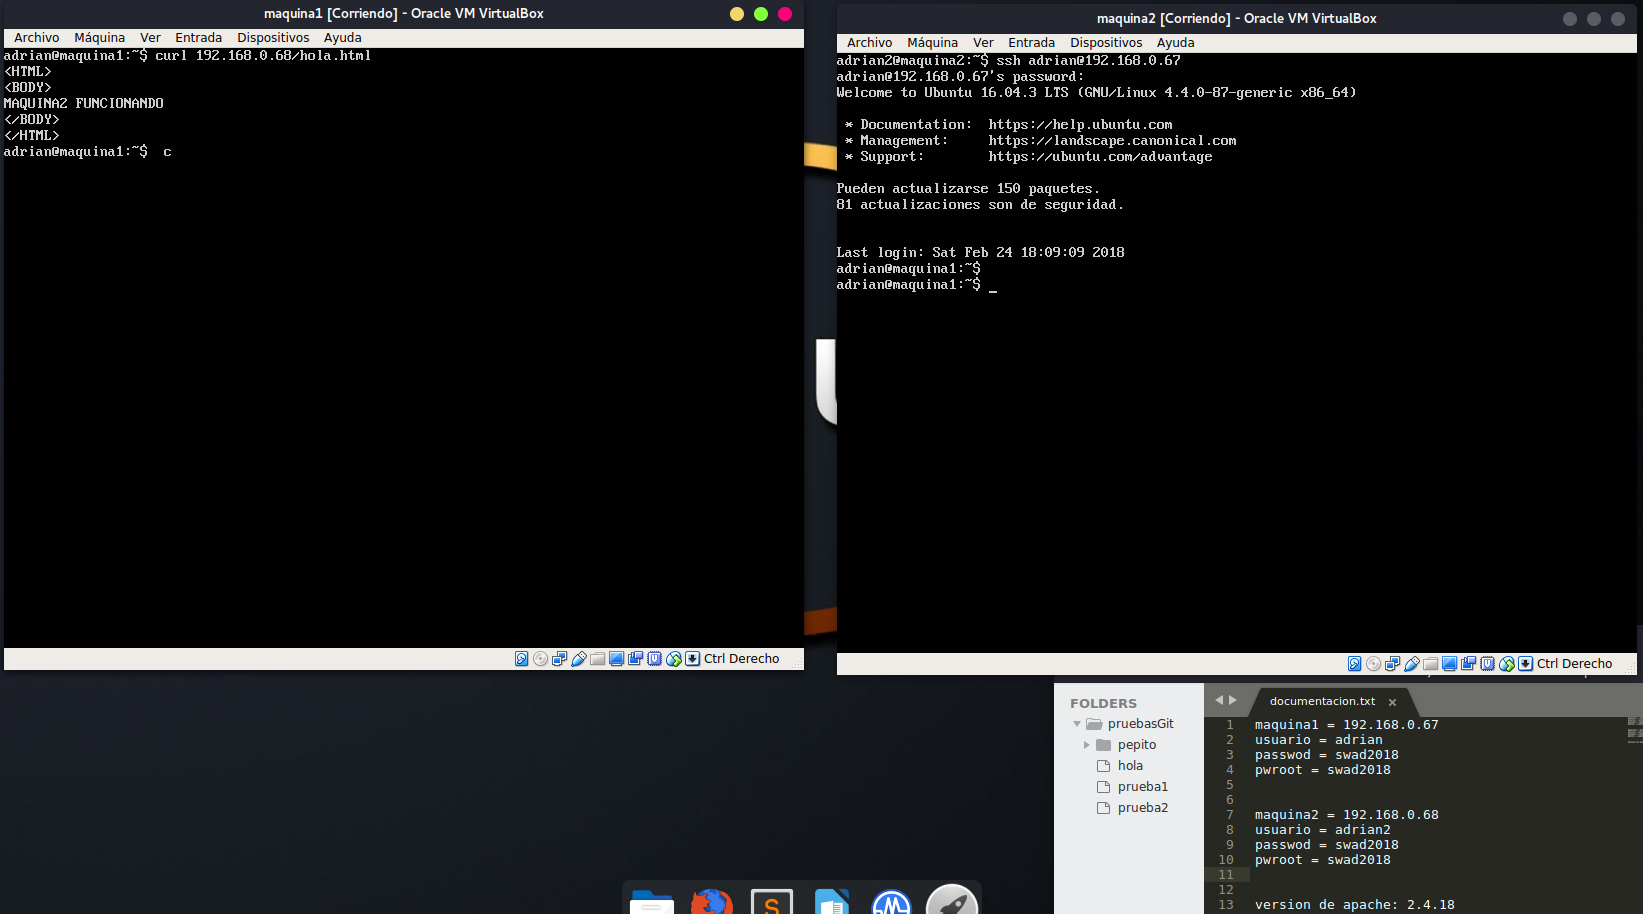 maquina1 [Corriendo] - Oracle VM VirtualBox
Archivo Máquina Ver Entrada Dispositivos Ayuda
adrian@maquina1:~$ curl 192.168.0.68/hola.html
<HTML>
<BODY>
MAQUINA2 FUNCIONANDO
</BODY>
</HTML>
adrian@maquina1:~$  c
Ctrl Derecho
maquina2 [Corriendo] - Oracle VM VirtualBox
Archivo Máquina Ver Entrada Dispositivos Ayuda
adrian2@maquina2:~$ ssh adrian@192.168.0.67
adrian@192.168.0.67's password:
Welcome to Ubuntu 16.04.3 LTS (GNU/Linux 4.4.0-87-generic x86_64)
* Documentation:  https://help.ubuntu.com
* Management:     https://landscape.canonical.com
* Support:        https://ubuntu.com/advantage
Pueden actualizarse 150 paquetes.
81 actualizaciones son de seguridad.
Last login: Sat Feb 24 18:09:09 2018
adrian@maquina1:~$
adrian@maquina1:~$ _
Ctrl Derecho
FOLDERS
pruebasGit
pepito
hola
prueba1
prueba2
documentacion.txt ×
1 maquina1 = 192.168.0.67
2 usuario = adrian
3 passwod = swad2018
4 pwroot = swad2018
5
6
7 maquina2 = 192.168.0.68
8 usuario = adrian2
9 passwod = swad2018
10 pwroot = swad2018
11
12
13 version de apache: 2.4.18